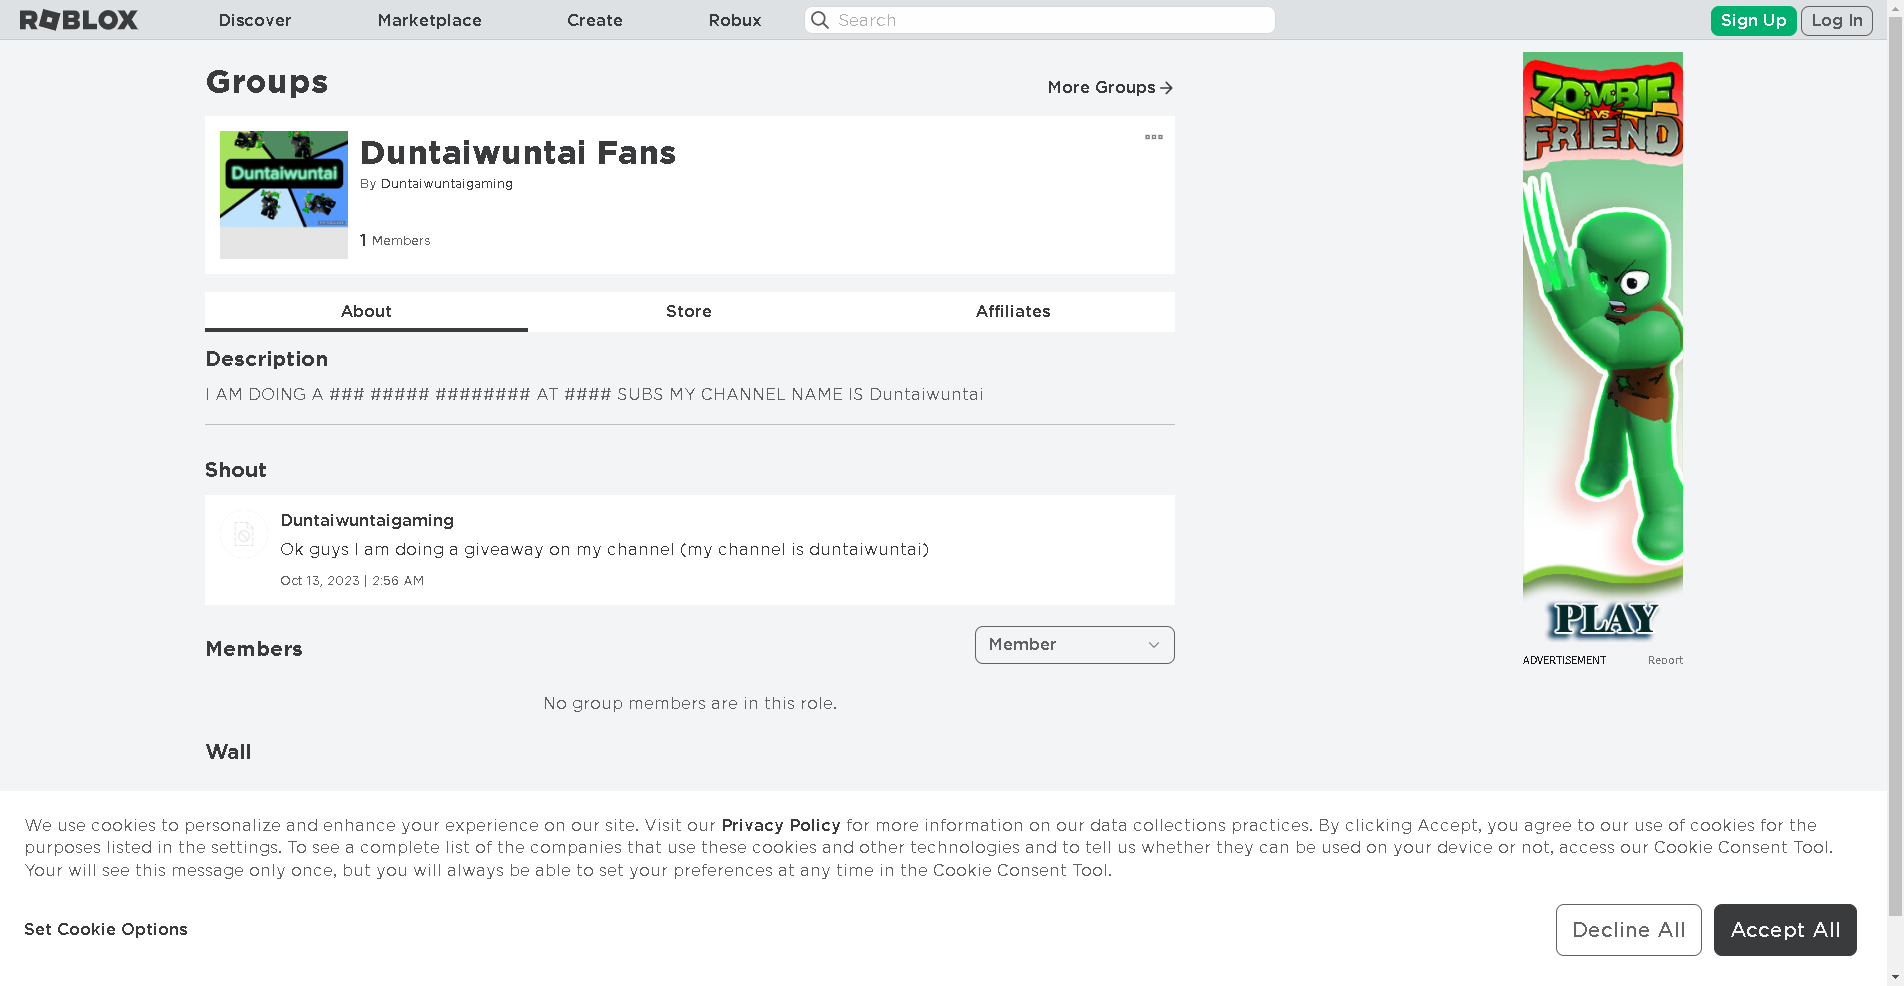 ROBLOX Discover Marketplace Create Robux Search Sign Up Log In
Groups
More Groups
Duntaiwuntai
Duntaiwuntai Fans
By Duntaiwuntaigaming
1 Members
About Store Affiliates
Description
I AM DOING A ### ##### ######## AT #### SUBS MY CHANNEL NAME IS Duntaiwuntai
Shout
Duntaiwuntaigaming
Ok guys I am doing a giveaway on my channel (my channel is duntaiwuntai)
Oct 13, 2023 | 2:56 AM
Members
Member
No group members are in this role.
Wall
ZOMBIE
VS
FRIEND
PLAY
ADVERTISEMENT Report
We use cookies to personalize and enhance your experience on our site. Visit our Privacy Policy for more information on our data collections practices. By clicking Accept, you agree to our use of cookies for the
purposes listed in the settings. To see a complete list of the companies that use these cookies and other technologies and to tell us whether they can be used on your device or not, access our Cookie Consent Tool.
Your will see this message only once, but you will always be able to set your preferences at any time in the Cookie Consent Tool.
Set Cookie Options
Decline All
Accept All